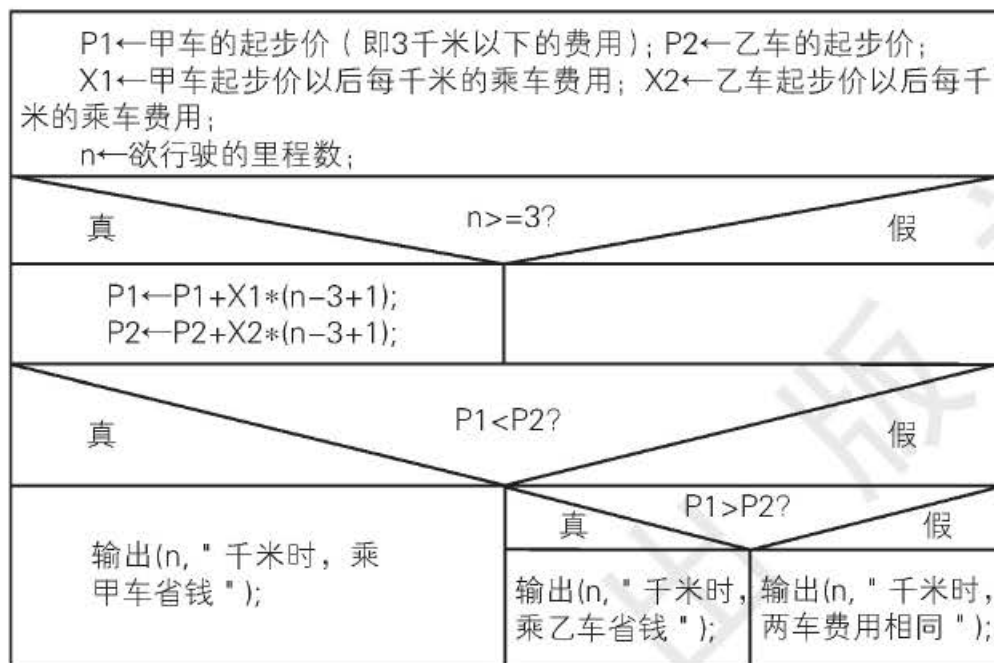 P1←甲车的起步价(即3千米以下的费用); P2←乙车的起步价;
X1←甲车起步价以后每千米的乘车费用; X2←乙车起步价以后每千
米的乘车费用;
n←欲行驶的里程数;
n>=3?
真
假
P1←P1+X1*(n-3+1);
P2←P2+X2*(n-3+1);
P1<P2?
真
假
P1>P2?
真
假
输出(n, " 千米时，乘
甲车省钱 ");
输出(n, " 千米时，
乘乙车省钱 ");
输出(n, " 千米时，
两车费用相同 ");
出
版